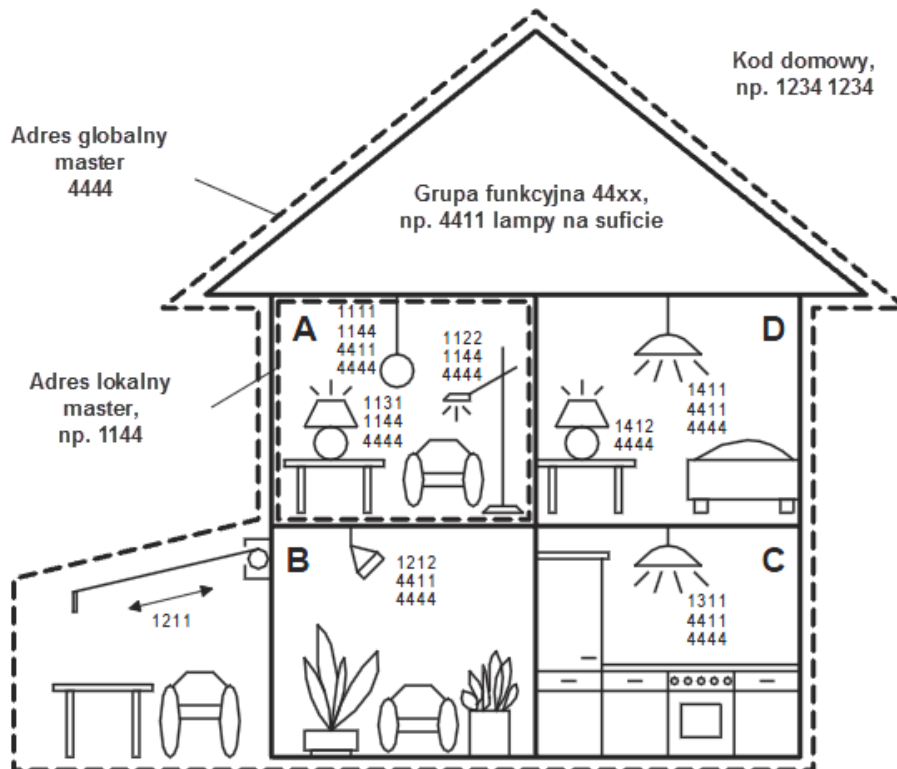 Kod domowy,
np. 1234 1234
Adres globalny
master
4444
Grupa funkcyjna 44xx,
np. 4411 lampy na suficie
Adres lokalny
master,
np. 1144
A
1111
1144
4411
4444
1122
1144
4444
1131
1144
4444
D
1411
4411
4444
1412
4444
B
1212
4411
4444
C
1311
4411
4444
1211